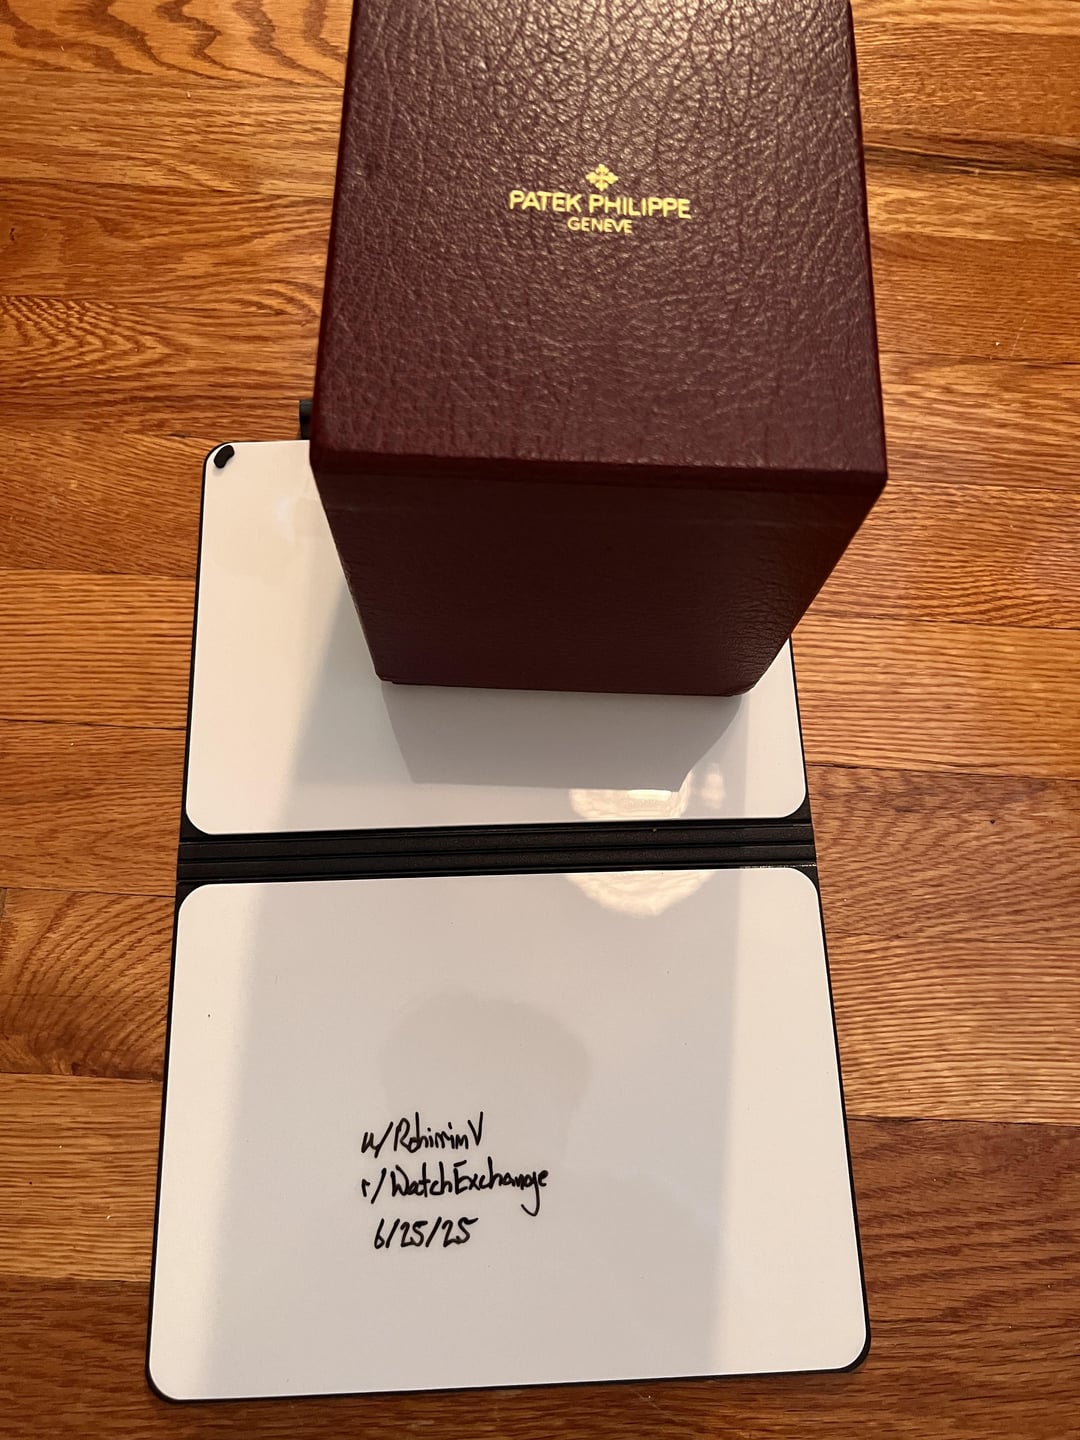 PATEK PHILIPPE
GENEVE
u/RohirrimV
r/WatchExchange
6/25/25